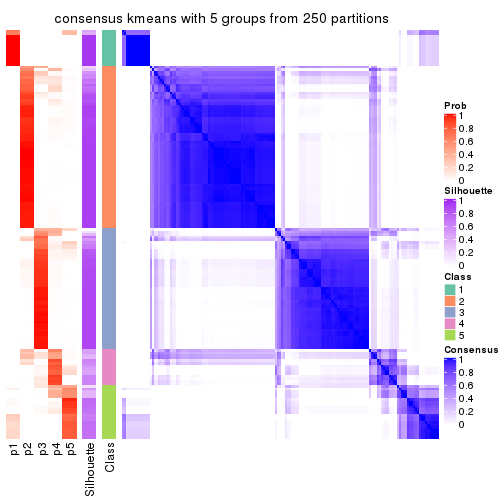 consensus kmeans with 5 groups from 250 partitions
Prob
1
0.8
0.6
0.4
0.2
0
Silhouette
1
0.8
0.6
0.4
0.2
0
Class
1
2
3
4
5
Consensus
1
0.8
0.6
0.4
0.2
0
p1
p2
p3
p4
p5
Silhouette
Class